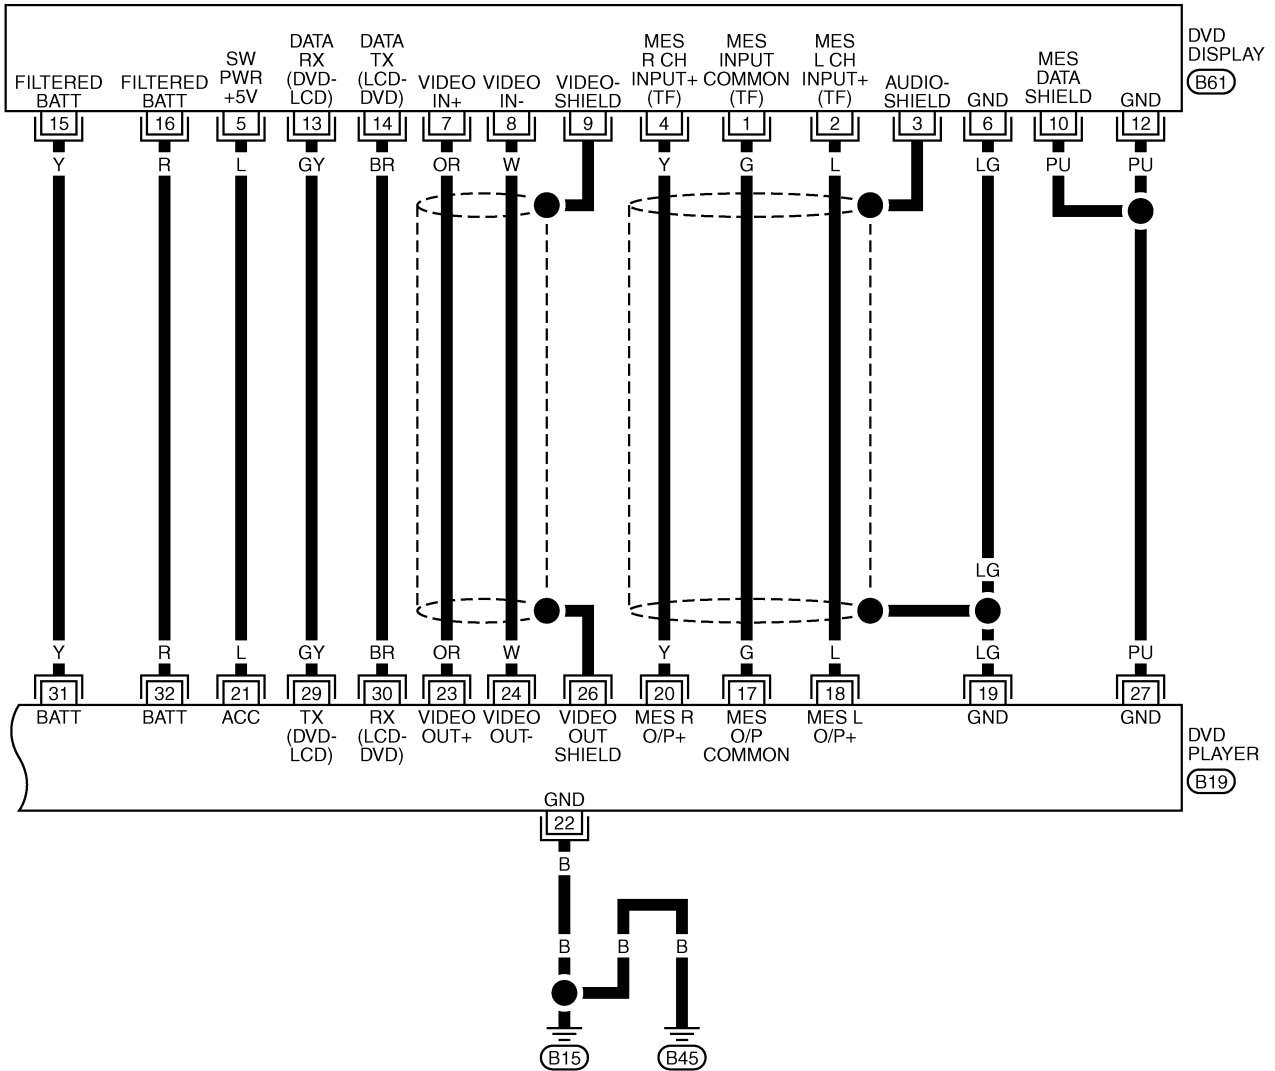 DVD
DISPLAY
B61
FILTERED
BATT
FILTERED
BATT
SW
PWR
+5V
DATA
RX
(DVD-
LCD)
DATA
TX
(LCD-
DVD)
VIDEO
IN+
VIDEO
IN-
VIDEO-
SHIELD
MES
R CH
INPUT+
(TF)
MES
INPUT
COMMON
(TF)
MES
L CH
INPUT+
(TF)
AUDIO-
SHIELD
GND
MES
DATA
SHIELD
GND
15 16 5 13 14 7 8 9 4 1 2 3 6 10 12
Y R L GY BR OR W Y G L LG PU PU
LG
Y R L GY BR OR W Y G L LG PU
31 32 21 29 30 23 24 26 20 17 18 19 27
BATT
BATT
ACC
TX
(DVD-
LCD)
RX
(LCD-
DVD)
VIDEO
OUT+
VIDEO
OUT-
VIDEO
OUT
SHIELD
MES R
O/P+
MES
O/P
COMMON
MES L
O/P+
GND
GND
DVD
PLAYER
B19
GND
22
B
B B B
B15 B45